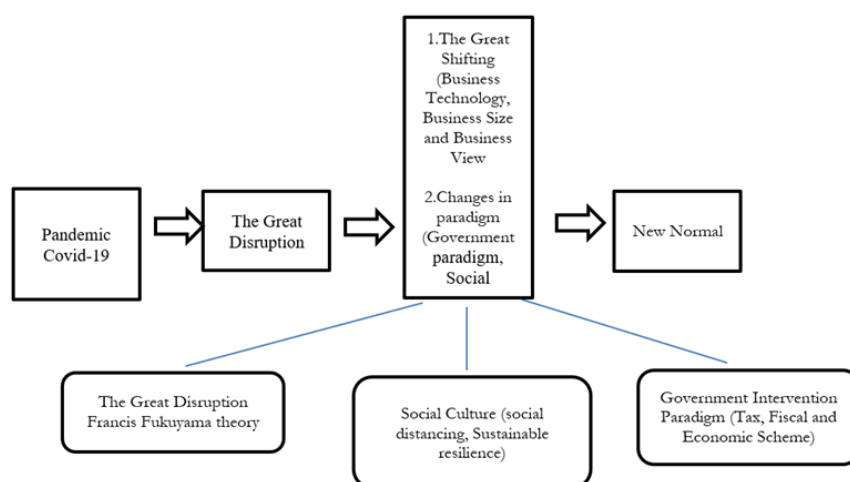 Pandemic
Covid-19
The Great
Disruption
1.The Great
Shifting
(Business
Technology,
Business Size
and Business
View
2.Changes in
paradigm
(Government
paradigm,
Social
New Normal
The Great Disruption
Francis Fukuyama theory
Social Culture (social
distancing, Sustainable
resilience)
Government Intervention
Paradigm (Tax, Fiscal and
Economic Scheme)